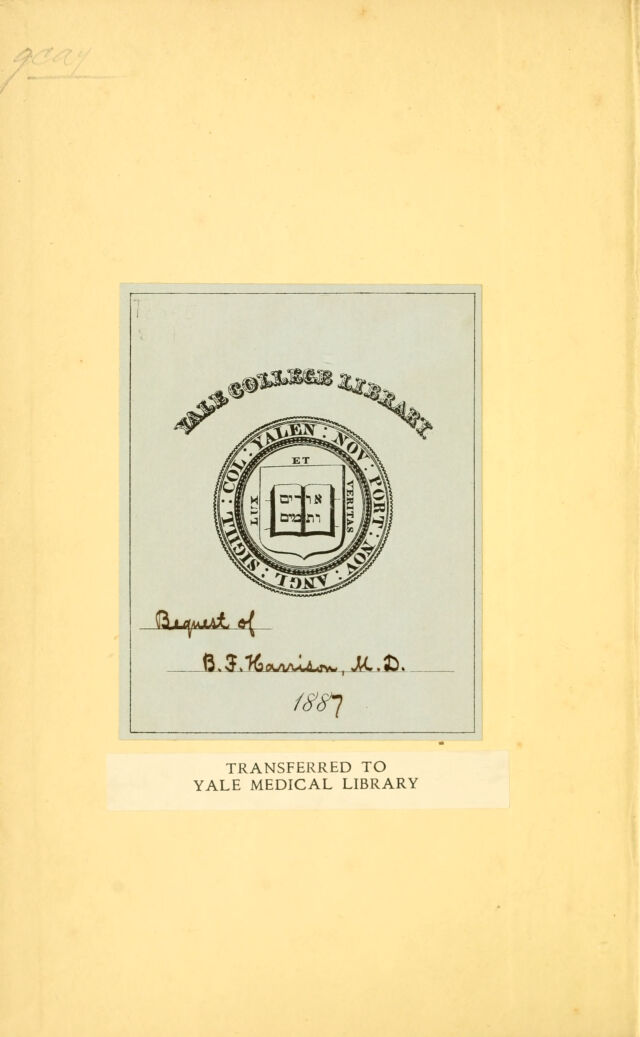 YALE COLLEGE LIBRARY.
SIGILL : COL : YALEN : NOV : PORT : NOV : ANGL :
ET
LUX
VERITAS
אורים
ותמים
Bequest of
B. F. Harrison, M. D.
1887
TRANSFERRED TO
YALE MEDICAL LIBRARY